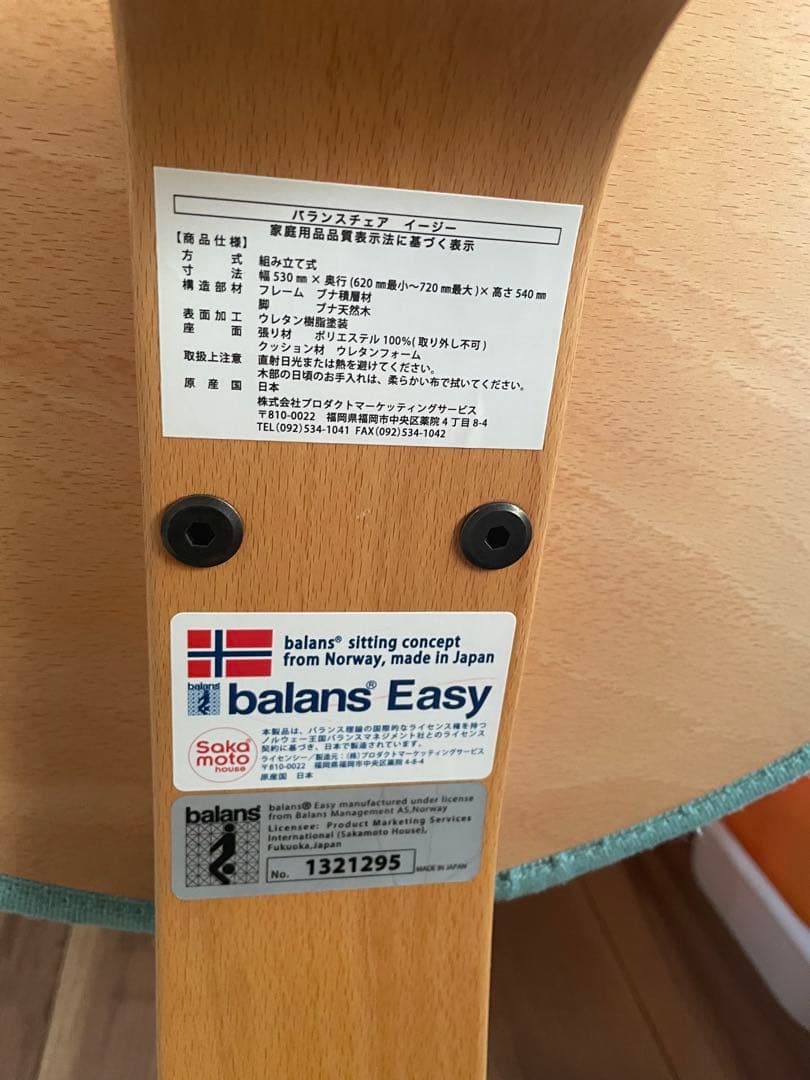 バランスチェア　イージー
家庭用品品質表示法に基づく表示
【商品仕様】
方　式　組み立て式
寸　法　幅 530 ㎜ × 奥行 (620 ㎜最小～720 ㎜最大 )× 高さ 540 ㎜
構造部材　フレーム　ブナ積層材
脚　ブナ天然木
表面加工　ウレタン樹脂塗装
座　面　張り材　ポリエステル 100%( 取り外し不可 )
クッション材　ウレタンフォーム
取扱上注意　直射日光または熱を避けてください。
木部の日頃のお手入れは、柔らかい布で拭いてください。
原産国　日本
株式会社プロダクトマーケッティングサービス
〒810-0022　福岡県福岡市中央区薬院 4 丁目 8-4
TEL (092)534-1041 FAX (092)534-1042
balans® sitting concept
from Norway, made in Japan
balans
balans® Easy
Saka
moto
house
本製品は、バランス理論の国際的なライセンス権を持つ
ノルウェー王国バランスマネジメント社とのライセンス
契約に基づき、日本で製造されています。
ライセンシー/製造元：(株)プロダクトマーケッティングサービス
〒810-0022　福岡県福岡市中央区薬院 4-8-4
原産国　日本
balans®
balans® Easy manufactured under license
from Balans Management AS,Norway
Licensee: Product Marketing Services
International (Sakamoto House),
Fukuoka,Japan
No. 1321295 MADE IN JAPAN